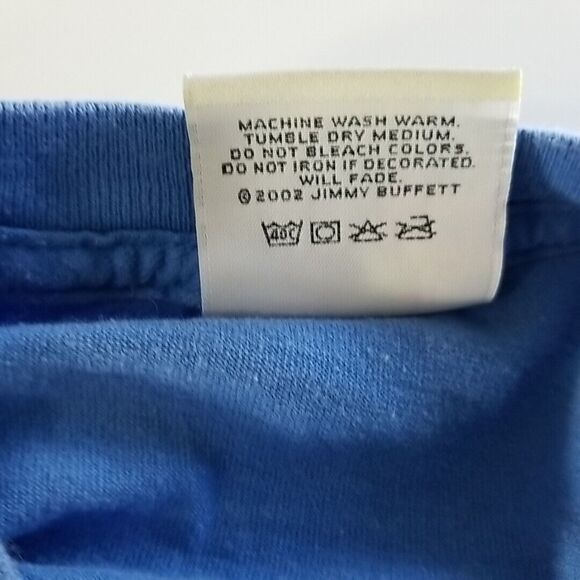 MACHINE WASH WARM.
TUMBLE DRY MEDIUM.
DO NOT BLEACH COLORS.
DO NOT IRON IF DECORATED.
WILL FADE.
©2002 JIMMY BUFFETT
40C